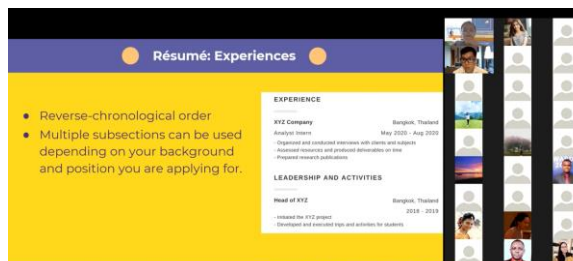 Résumé: Experiences
● Reverse-chronological order
● Multiple subsections can be used
depending on your background
and position you are applying for.
EXPERIENCE
XYZ Company Bangkok, Thailand
Analyst Intern May 2020 - Aug 2020
- Organized and conducted interviews with clients and subjects
- Assessed resources and produced deliverables on time
- Prepared research publications
LEADERSHIP AND ACTIVITIES
Head of XYZ Bangkok, Thailand
2018 - 2019
- Initiated the XYZ project
- Developed and executed trips and activities for students